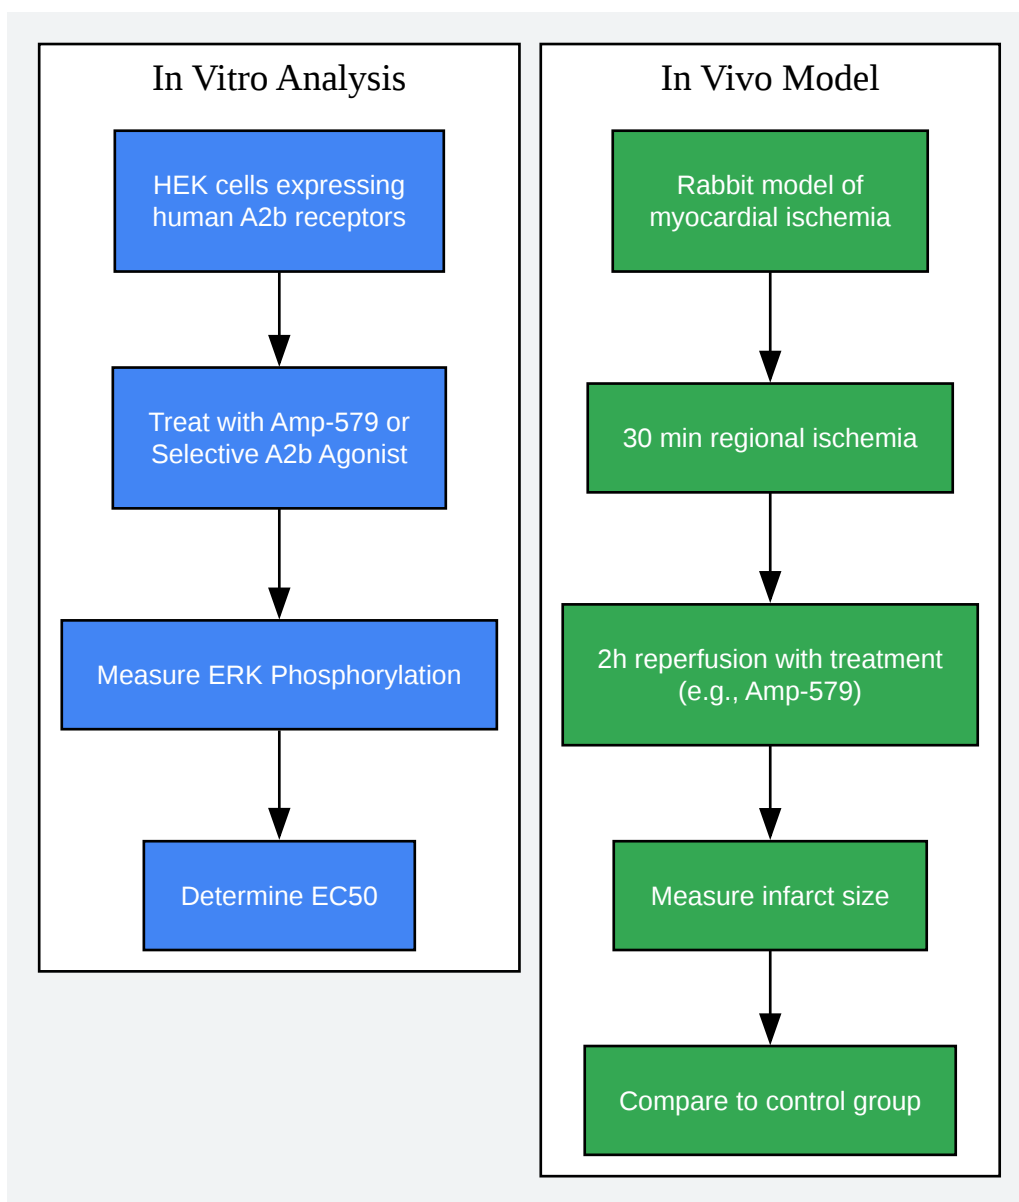 In Vitro Analysis
HEK cells expressing
human A2b receptors
Treat with Amp-579 or
Selective A2b Agonist
Measure ERK Phosphorylation
Determine EC50
In Vivo Model
Rabbit model of
myocardial ischemia
30 min regional ischemia
2h reperfusion with treatment
(e.g., Amp-579)
Measure infarct size
Compare to control group